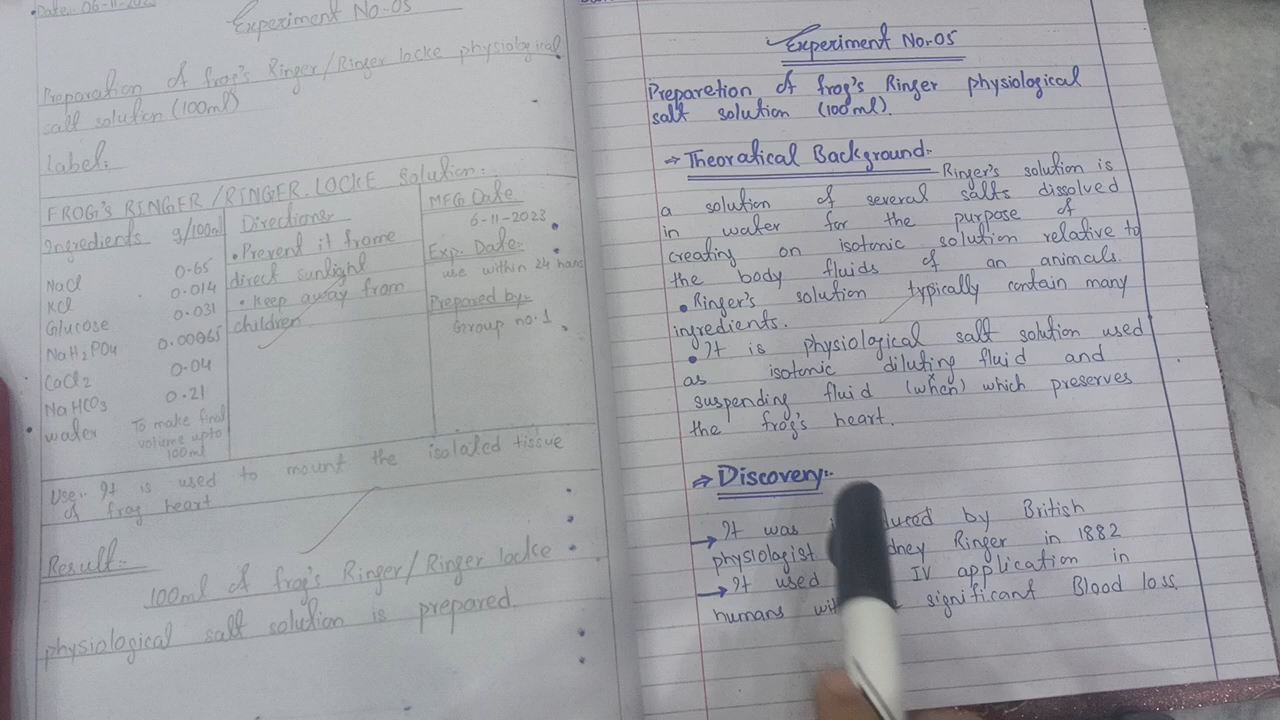 Date:- 06-11-202
Experiment No.05
Preparation of frog's Ringer/Ringer locke physiological
salt solution (100ml)
Label:
FROG'S RINGER/RINGER LOCKE Solution:-
Ingredients g/100ml
NaCl 0.65
KCl 0.014
Glucose 0.031
NaH2PO4 0.00065
CaCl2 0.04
NaHCO3 0.21
water To make final
volume upto
100ml
Directions
• Prevent it frome
direct sunlight
• Keep away from
children
MFG Date
6-11-2023
Exp. Date:-
use within 24 hours
Prepared by:-
Group no.1
Use:- It is used to mount the isolated tissue
of frog heart
Result:-
100ml of frog's Ringer/Ringer locke
physiological salt solution is prepared.
Experiment No.05
Preparetion of frog's Ringer physiological
salt solution (100ml).
⇒ Theoratical Background:-
Ringer's solution is
a solution of several salts dissolved
in water for the purpose of
creating on isotonic solution relative to
the body fluids of an animals.
• Ringer's solution typically contain many
ingredients.
• It is physiological salt solution used
as isotonic diluting fluid and
suspending fluid (when) which preserves
the frog's heart.
⇒ Discovery:-
→ It was by British
physiologist Ringer in 1882
→ It used IV application in
humans significant Blood loss.